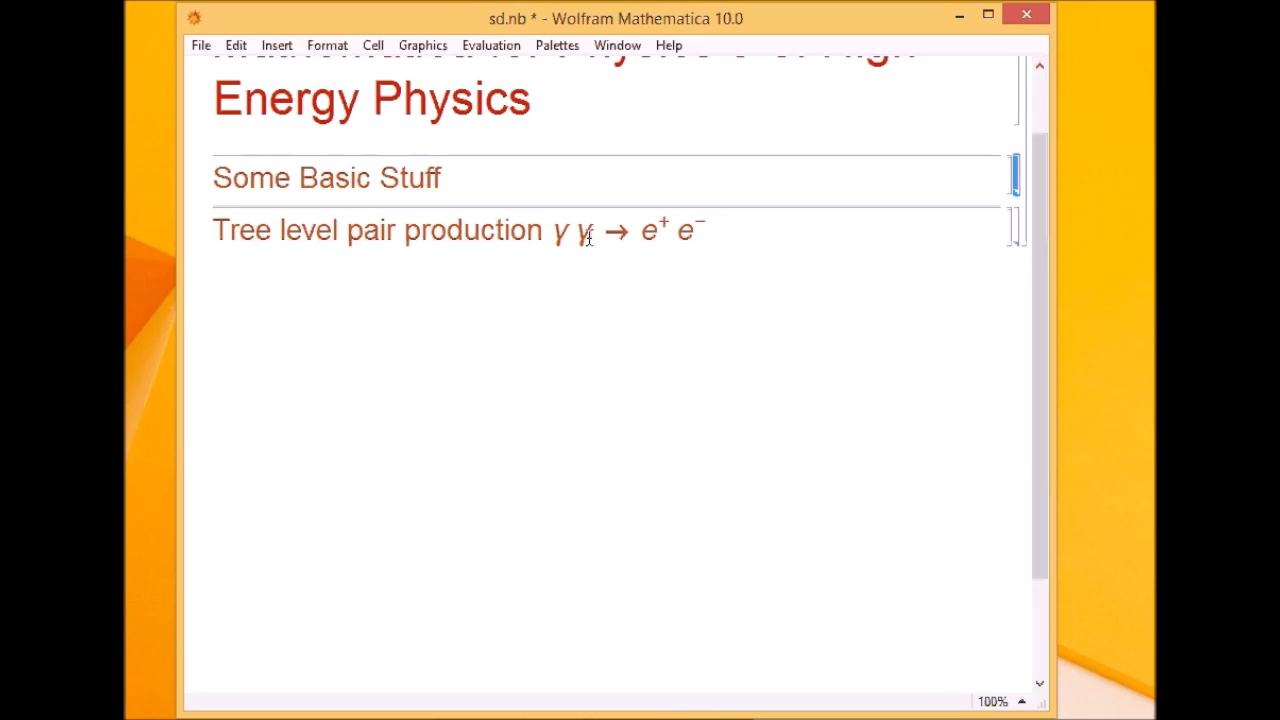 sd.nb * - Wolfram Mathematica 10.0
File Edit Insert Format Cell Graphics Evaluation Palettes Window Help
Energy Physics
Some Basic Stuff
Tree level pair production γ γ → e⁺ e⁻
100%